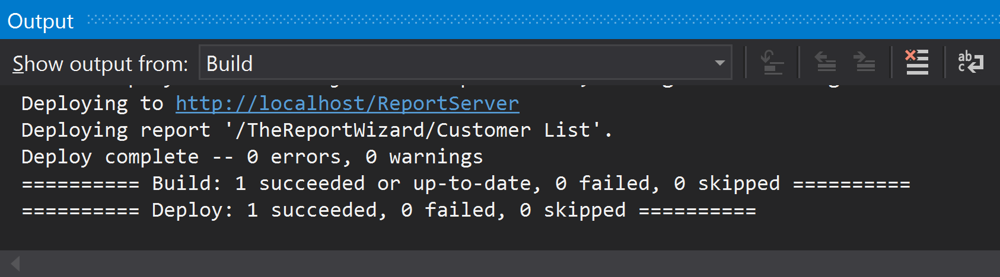 Output
Show output from: Build
Deploying to http://localhost/ReportServer
Deploying report '/TheReportWizard/Customer List'.
Deploy complete -- 0 errors, 0 warnings
========== Build: 1 succeeded or up-to-date, 0 failed, 0 skipped ==========
========== Deploy: 1 succeeded, 0 failed, 0 skipped ==========